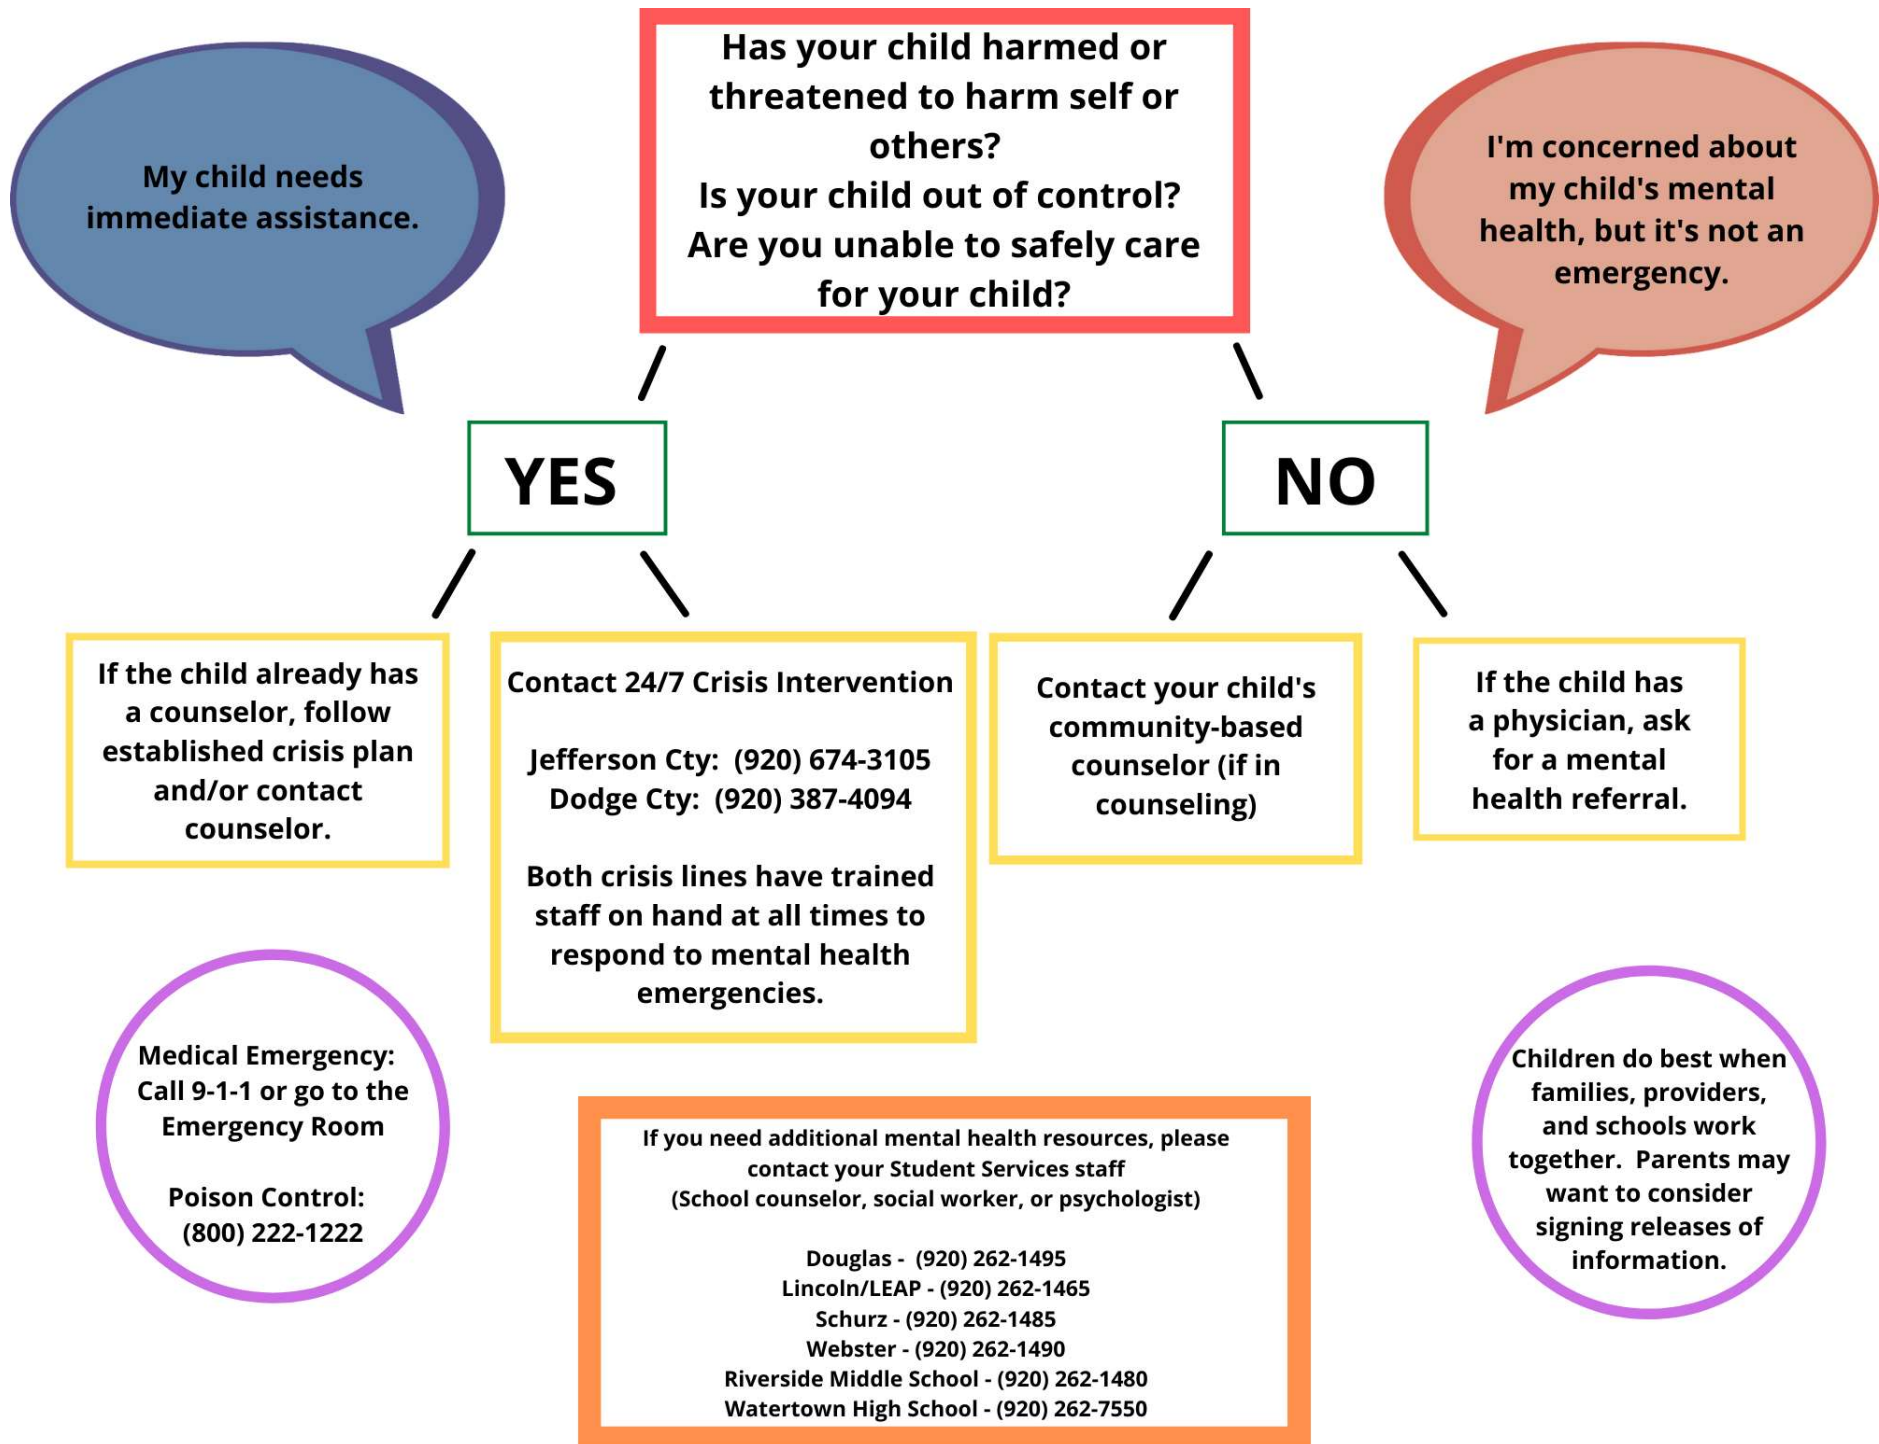 My child needs
immediate assistance.
Has your child harmed or
threatened to harm self or
others?
Is your child out of control?
Are you unable to safely care
for your child?
I'm concerned about
my child's mental
health, but it's not an
emergency.
YES
NO
If the child already has
a counselor, follow
established crisis plan
and/or contact
counselor.
Contact 24/7 Crisis Intervention
Jefferson Cty: (920) 674-3105
Dodge Cty: (920) 387-4094
Both crisis lines have trained
staff on hand at all times to
respond to mental health
emergencies.
Contact your child's
community-based
counselor (if in
counseling)
If the child has
a physician, ask
for a mental
health referral.
Medical Emergency:
Call 9-1-1 or go to the
Emergency Room
Poison Control:
(800) 222-1222
If you need additional mental health resources, please
contact your Student Services staff
(School counselor, social worker, or psychologist)
Douglas - (920) 262-1495
Lincoln/LEAP - (920) 262-1465
Schurz - (920) 262-1485
Webster - (920) 262-1490
Riverside Middle School - (920) 262-1480
Watertown High School - (920) 262-7550
Children do best when
families, providers,
and schools work
together. Parents may
want to consider
signing releases of
information.